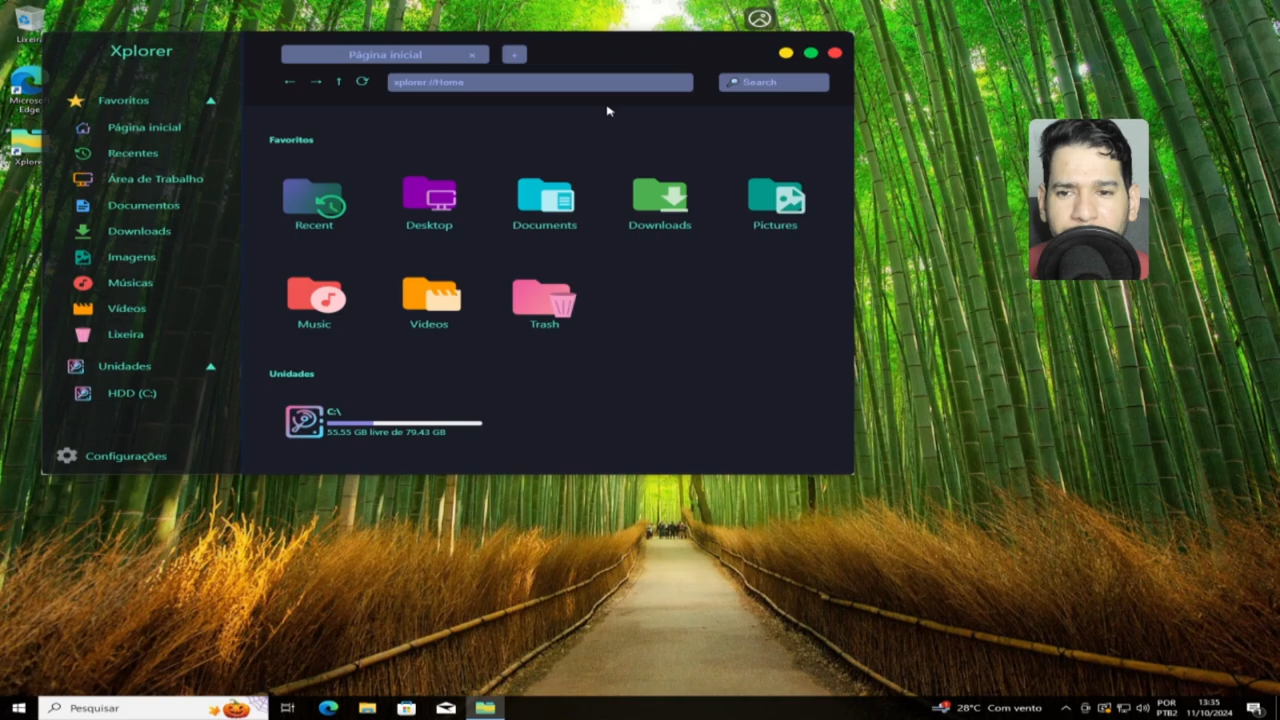 Lixeira
Microsoft
Edge
Xplorer
Xplorer
Favoritos
Página inicial
Recentes
Área de Trabalho
Documentos
Downloads
Imagens
Músicas
Vídeos
Lixeira
Unidades
HDD (C:)
Configurações
Página inicial × +
xplorer://Home
Search
Favoritos
Recent Desktop Documents Downloads Pictures
Music Videos Trash
Unidades
C:\
55.55 GB livre de 79.43 GB
Pesquisar
28°C Com vento
POR
PTB2
13:35
11/10/2024